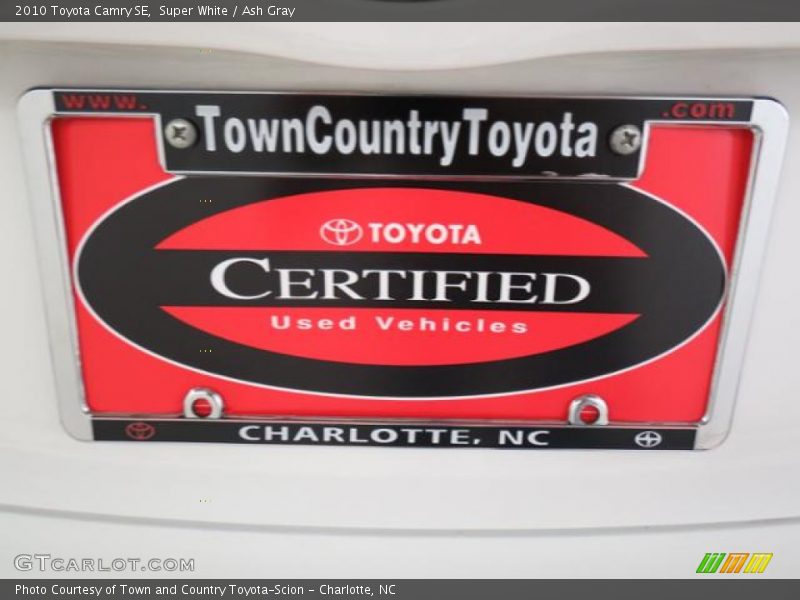 2010 Toyota Camry SE, Super White / Ash Gray
www. TownCountryToyota .com
TOYOTA
CERTIFIED
Used Vehicles
CHARLOTTE, NC
GTCARLOT.COM
Photo Courtesy of Town and Country Toyota-Scion - Charlotte, NC